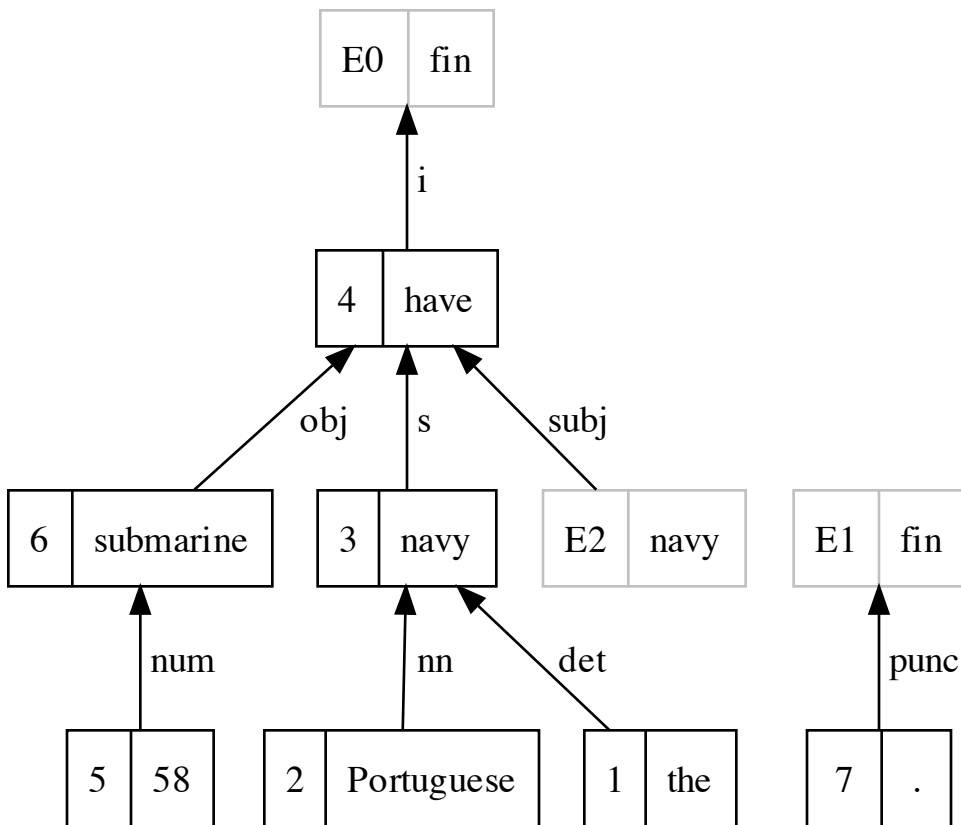 E0 fin
i
4 have
obj s subj
6 submarine 3 navy E2 navy E1 fin
num nn det punc
5 58 2 Portuguese 1 the 7 .